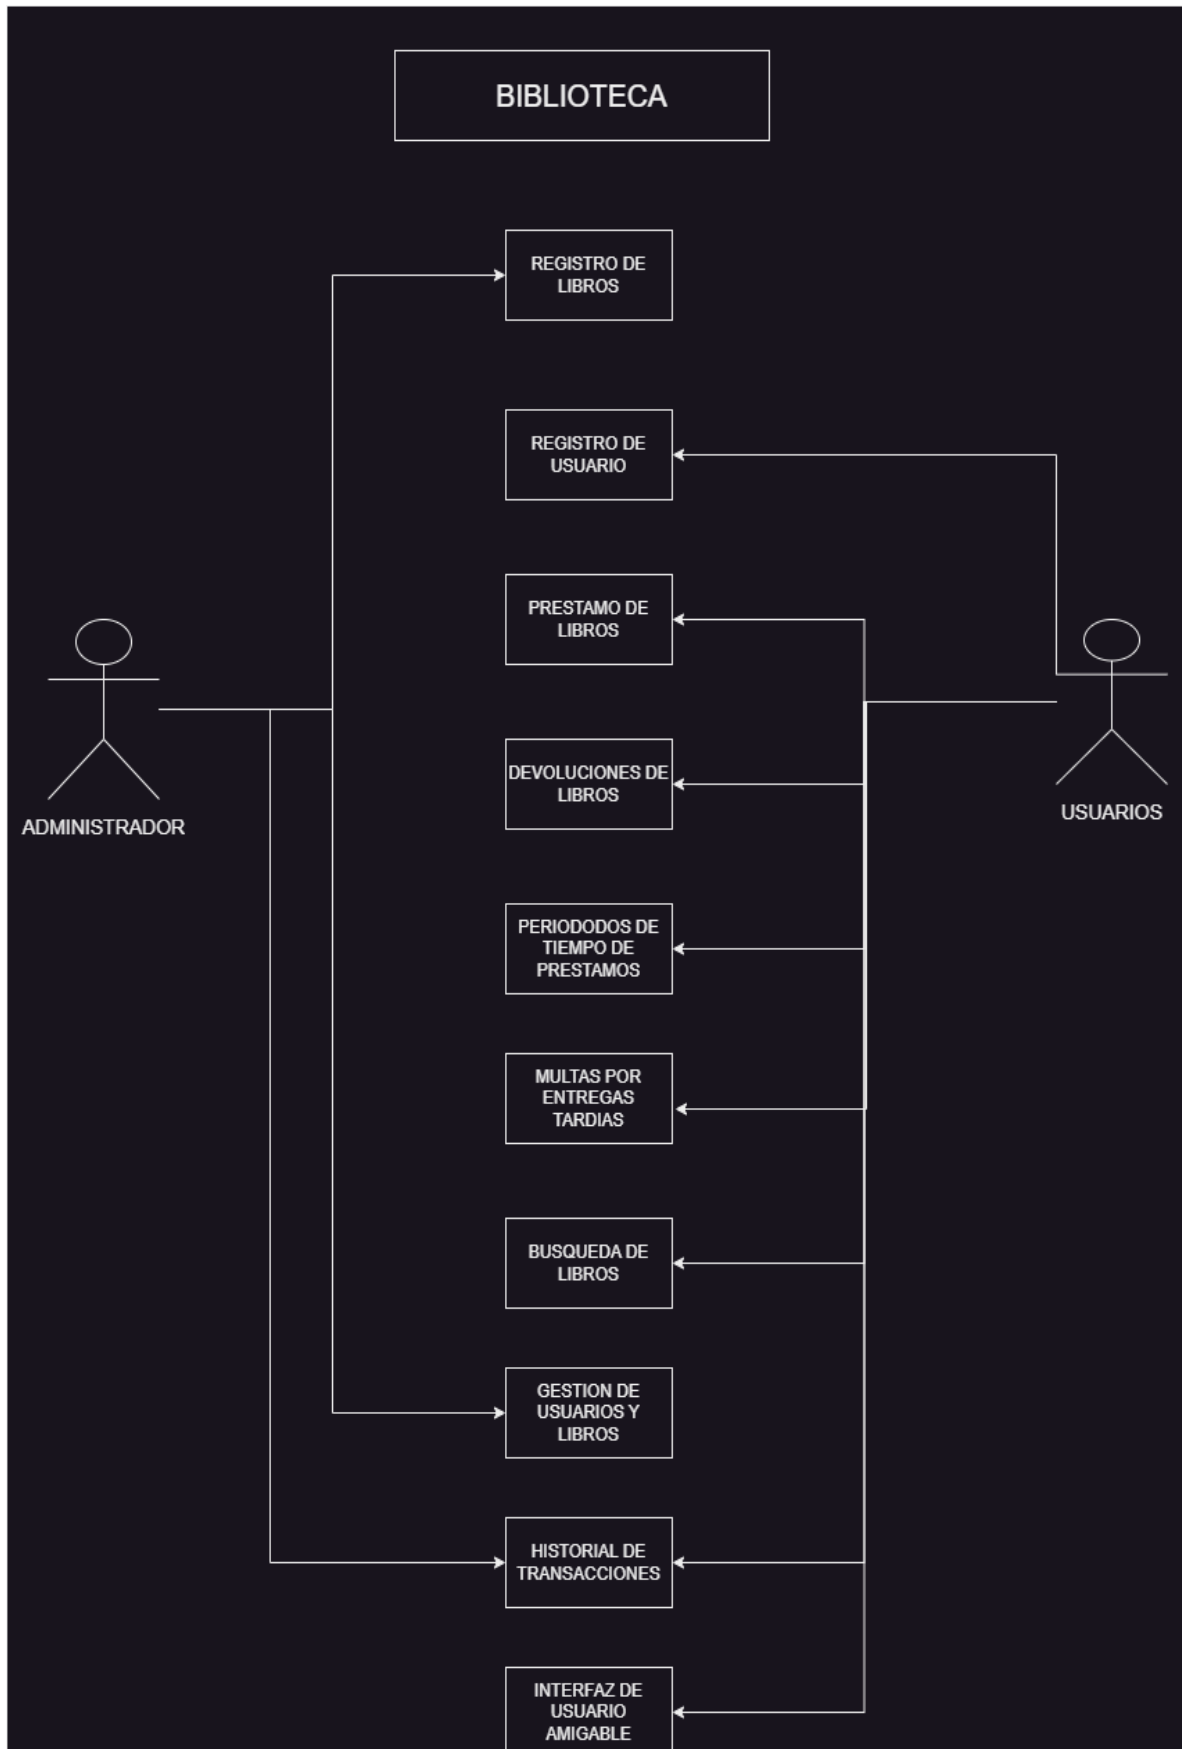 BIBLIOTECA
REGISTRO DE
LIBROS
REGISTRO DE
USUARIO
PRESTAMO DE
LIBROS
DEVOLUCIONES DE
LIBROS
ADMINISTRADOR
USUARIOS
PERIODODOS DE
TIEMPO DE
PRESTAMOS
MULTAS POR
ENTREGAS
TARDIAS
BUSQUEDA DE
LIBROS
GESTION DE
USUARIOS Y
LIBROS
HISTORIAL DE
TRANSACCIONES
INTERFAZ DE
USUARIO
AMIGABLE